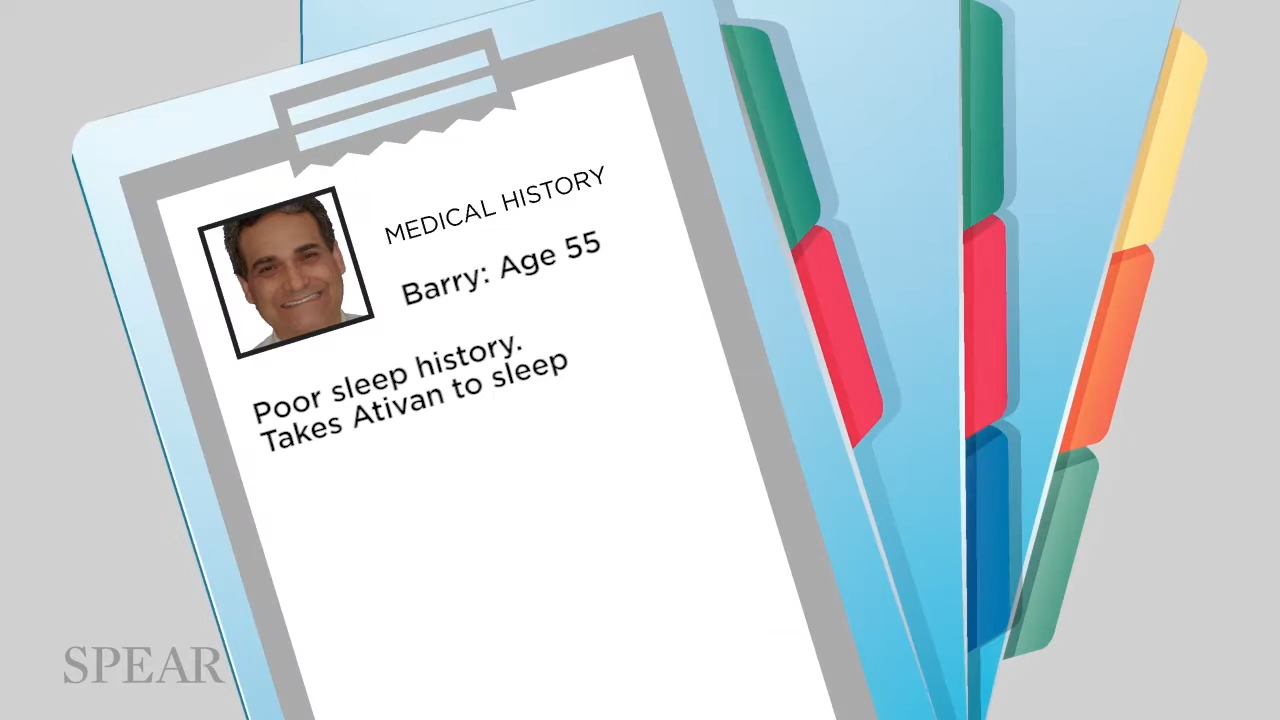 MEDICAL HISTORY
Barry: Age 55
Poor sleep history.
Takes Ativan to sleep
SPEAR